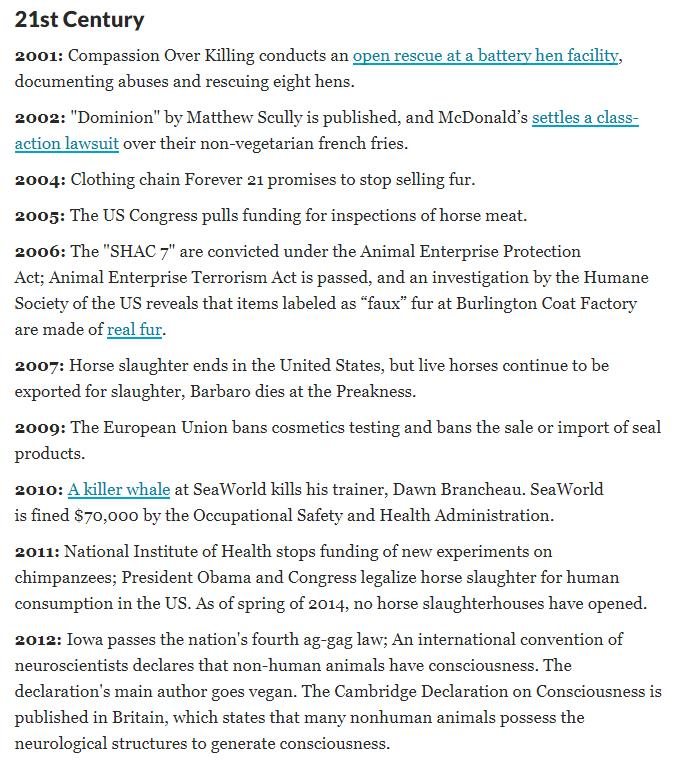 21st Century
2001: Compassion Over Killing conducts an open rescue at a battery hen facility,
documenting abuses and rescuing eight hens.
2002: "Dominion" by Matthew Scully is published, and McDonald’s settles a class-
action lawsuit over their non-vegetarian french fries.
2004: Clothing chain Forever 21 promises to stop selling fur.
2005: The US Congress pulls funding for inspections of horse meat.
2006: The "SHAC 7" are convicted under the Animal Enterprise Protection
Act; Animal Enterprise Terrorism Act is passed, and an investigation by the Humane
Society of the US reveals that items labeled as “faux” fur at Burlington Coat Factory
are made of real fur.
2007: Horse slaughter ends in the United States, but live horses continue to be
exported for slaughter, Barbaro dies at the Preakness.
2009: The European Union bans cosmetics testing and bans the sale or import of seal
products.
2010: A killer whale at SeaWorld kills his trainer, Dawn Brancheau. SeaWorld
is fined $70,000 by the Occupational Safety and Health Administration.
2011: National Institute of Health stops funding of new experiments on
chimpanzees; President Obama and Congress legalize horse slaughter for human
consumption in the US. As of spring of 2014, no horse slaughterhouses have opened.
2012: Iowa passes the nation's fourth ag-gag law; An international convention of
neuroscientists declares that non-human animals have consciousness. The
declaration's main author goes vegan. The Cambridge Declaration on Consciousness is
published in Britain, which states that many nonhuman animals possess the
neurological structures to generate consciousness.